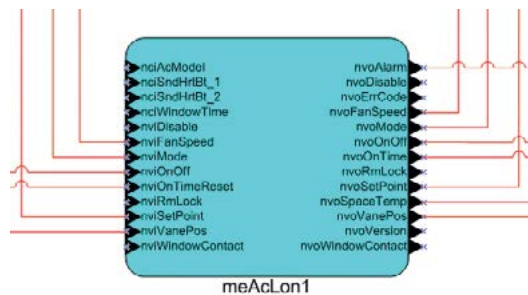 nciAcModel
nciSndHrtBt_1
nciSndHrtBt_2
nciWindowTime
nviDisable
nviFanSpeed
nviMode
nviOnOff
nviOnTimeReset
nviRmLock
nviSetPoint
nviVanePos
nviWindowContact
nvoAlarm
nvoDisable
nvoErrCode
nvoFanSpeed
nvoMode
nvoOnOff
nvoOnTime
nvoRmLock
nvoSetPoint
nvoSpaceTemp
nvoVanePos
nvoVersion
nvoWindowContact
meAcLon1